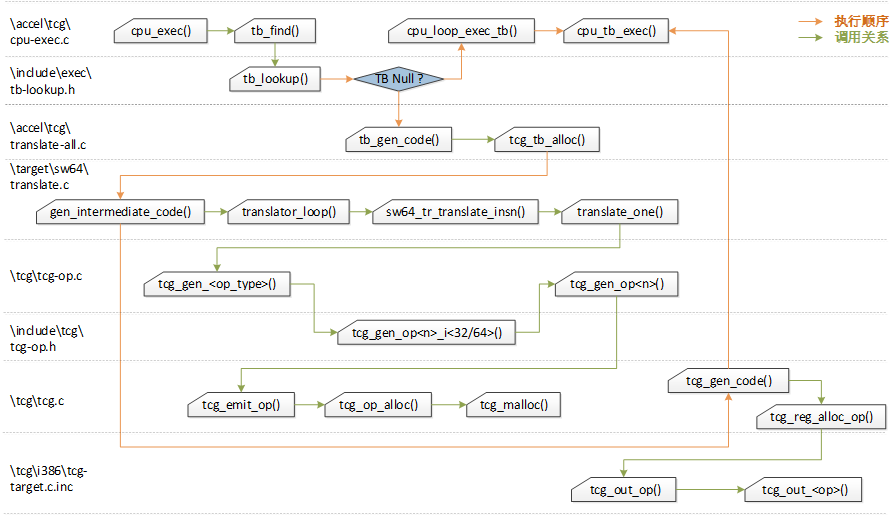 \accel\tcg\
cpu-exec.c
cpu_exec()
tb_find()
cpu_loop_exec_tb()
cpu_tb_exec()
执行顺序
调用关系
\include\exec\
tb-lookup.h
tb_lookup()
TB Null ?
\accel\tcg\
translate-all.c
tb_gen_code()
tcg_tb_alloc()
\target\sw64\
translate.c
gen_intermediate_code()
translator_loop()
sw64_tr_translate_insn()
translate_one()
\tcg\tcg-op.c
tcg_gen_<op_type>()
tcg_gen_op<n>()
\include\tcg\
tcg-op.h
tcg_gen_op<n>_i<32/64>()
\tcg\tcg.c
tcg_emit_op()
tcg_op_alloc()
tcg_malloc()
tcg_gen_code()
tcg_reg_alloc_op()
\tcg\i386\tcg-
target.c.inc
tcg_out_op()
tcg_out_<op>()